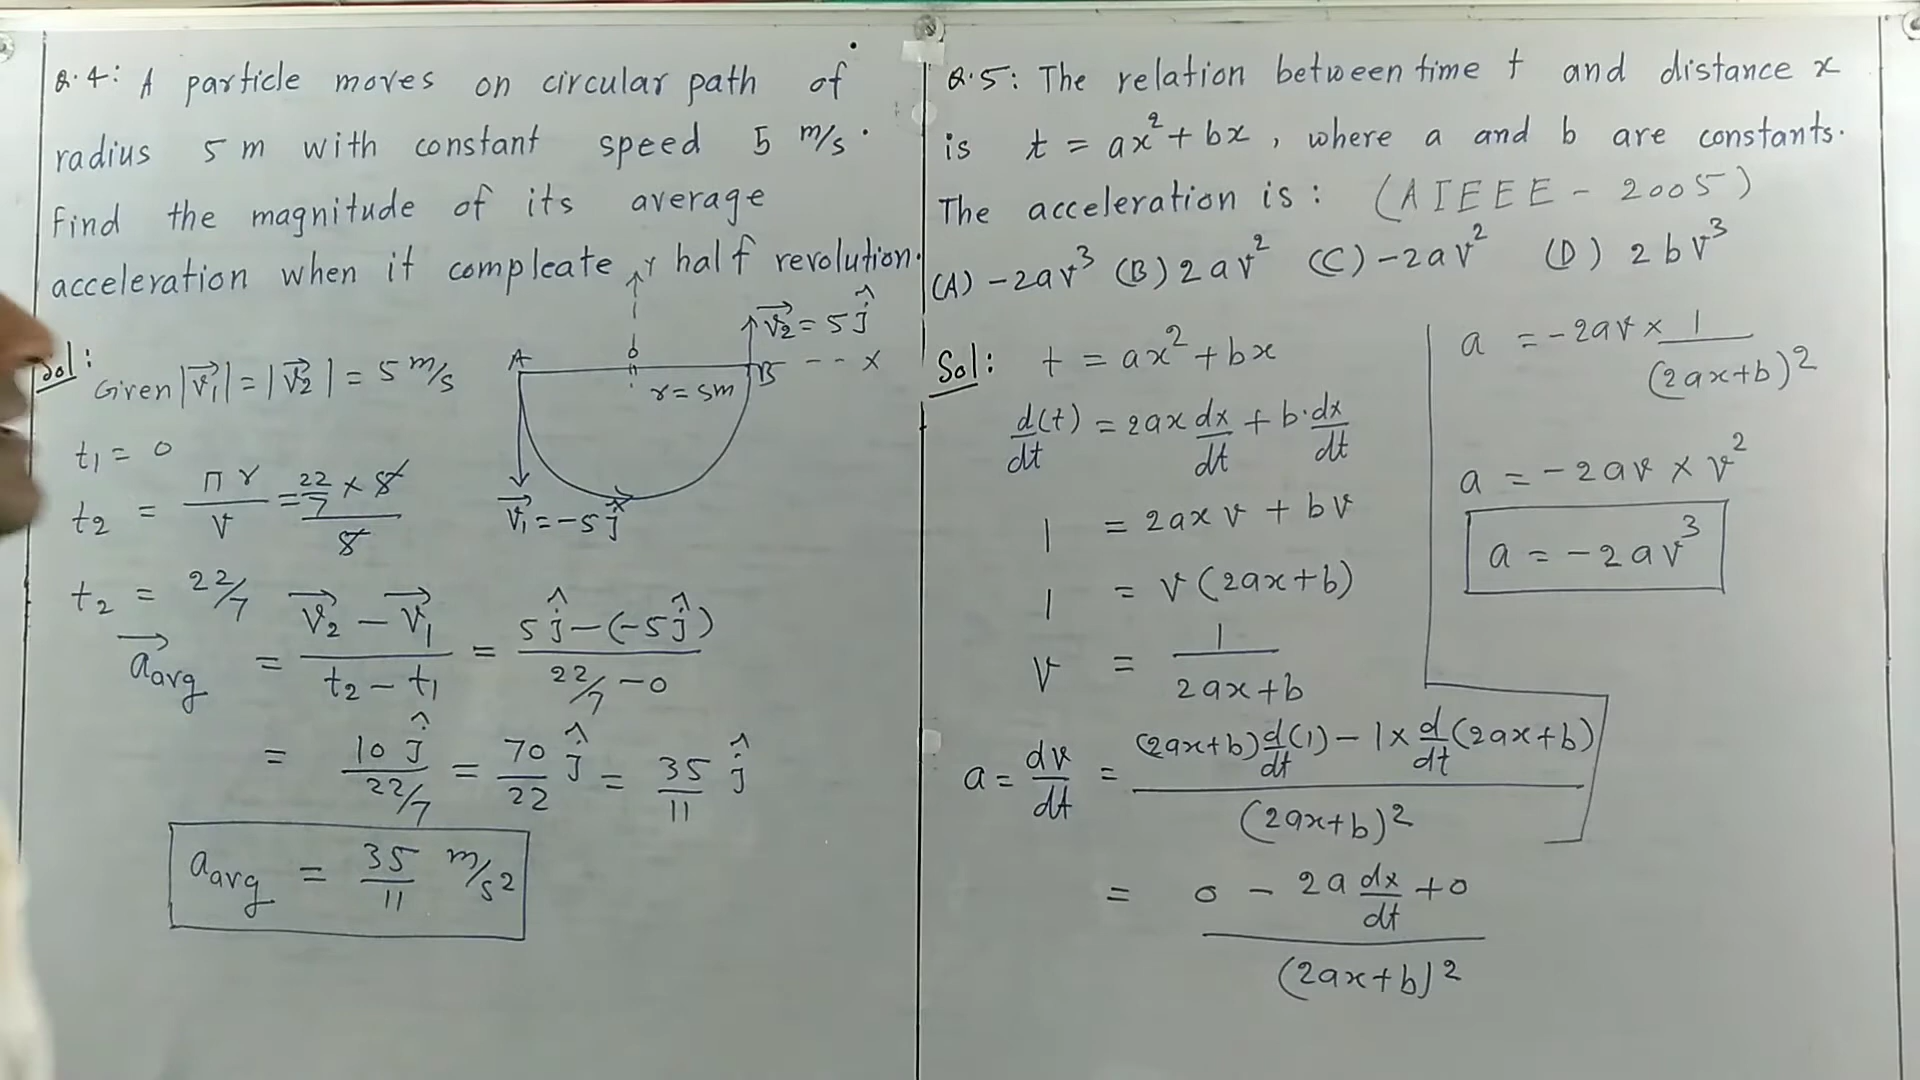 Q.4: A particle moves on circular path of
radius 5 m with constant speed 5 m/s.
Find the magnitude of its average
acceleration when it compleate half revolution.
Y
Sol: Given |v⃗₁| = |v⃗₂| = 5 m/s
A O B --- X
r = 5m
v⃗₂ = 5ĵ
v⃗₁ = -5ĵ
t₁ = 0
t₂ = πr/V = (22/7 × 5)/5
t₂ = 22/7
a⃗arg = (v⃗₂ - v⃗₁)/(t₂ - t₁) = (5ĵ - (-5ĵ))/(22/7 - 0)
= 10ĵ/(22/7) = 70/22 ĵ = 35/11 ĵ
aarg = 35/11 m/s²
Q.5: The relation between time t and distance x
is t = ax² + bx, where a and b are constants.
The acceleration is: (AIEEE - 2005)
(A) -2av³ (B) 2av² (C) -2av² (D) 2bv³
Sol: t = ax² + bx
d(t)/dt = 2ax dx/dt + b·dx/dt
1 = 2axv + bv
1 = v(2ax+b)
v = 1/(2ax+b)
a = dv/dt = ((2ax+b) d/dt(1) - 1 × d/dt(2ax+b))/(2ax+b)²
= (0 - 2a dx/dt + 0)/(2ax+b)²
a = -2av × 1/(2ax+b)²
a = -2av × v²
a = -2av³